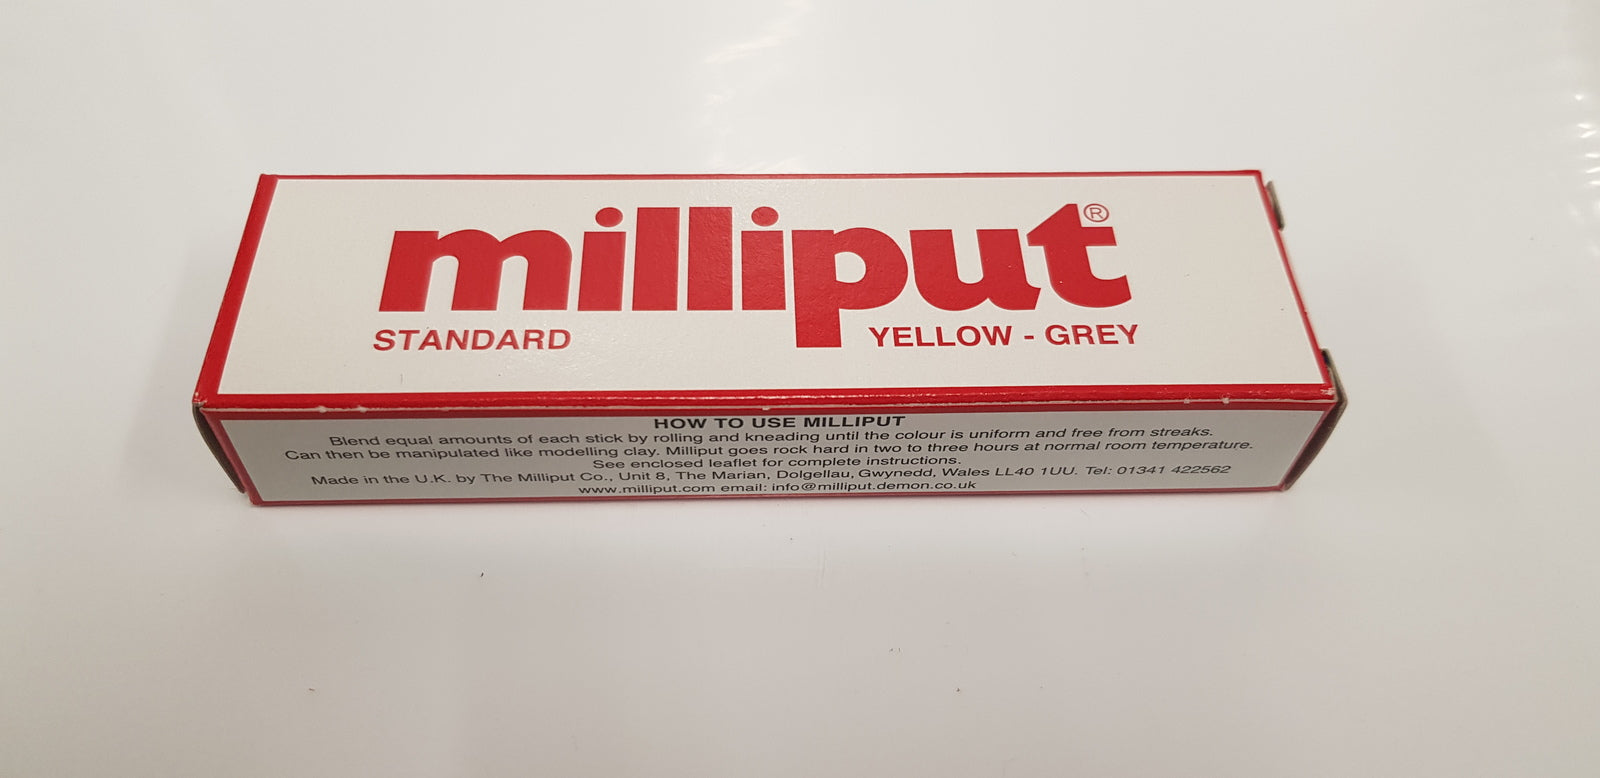 milliput®
STANDARD YELLOW - GREY
HOW TO USE MILLIPUT
Blend equal amounts of each stick by rolling and kneading until the colour is uniform and free from streaks.
Can then be manipulated like modelling clay. Milliput goes rock hard in two to three hours at normal room temperature.
See enclosed leaflet for complete instructions.
Made in the U.K. by The Milliput Co., Unit 8, The Marian, Dolgellau, Gwynedd, Wales LL40 1UU. Tel: 01341 422562
www.milliput.com email: info@milliput.demon.co.uk